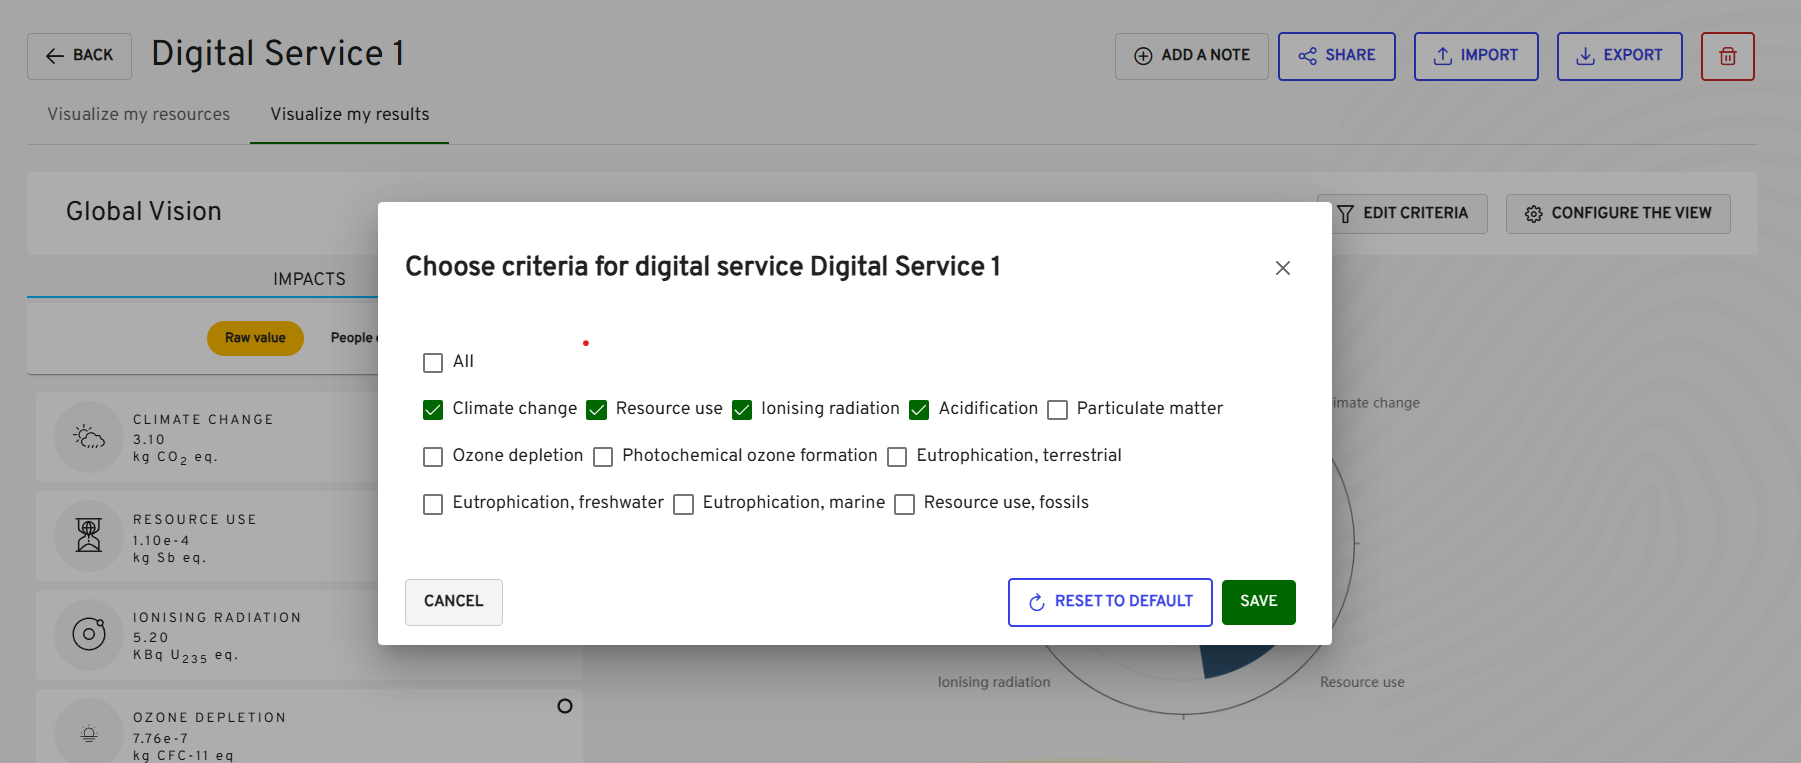 BACK
Digital Service 1
ADD A NOTE
SHARE
IMPORT
EXPORT
Visualize my resources
Visualize my results
Global Vision
EDIT CRITERIA
CONFIGURE THE VIEW
IMPACTS
Raw value
People
CLIMATE CHANGE
3.10
kg CO2 eq.
RESOURCE USE
1.10e-4
kg Sb eq.
IONISING RADIATION
5.20
KBq U235 eq.
OZONE DEPLETION
7.76e-7
kg CFC-11 eq
Choose criteria for digital service Digital Service 1
All
Climate change Resource use Ionising radiation Acidification Particulate matter
Ozone depletion Photochemical ozone formation Eutrophication, terrestrial
Eutrophication, freshwater Eutrophication, marine Resource use, fossils
CANCEL
RESET TO DEFAULT
SAVE
imate change
Ionising radiation
Resource use